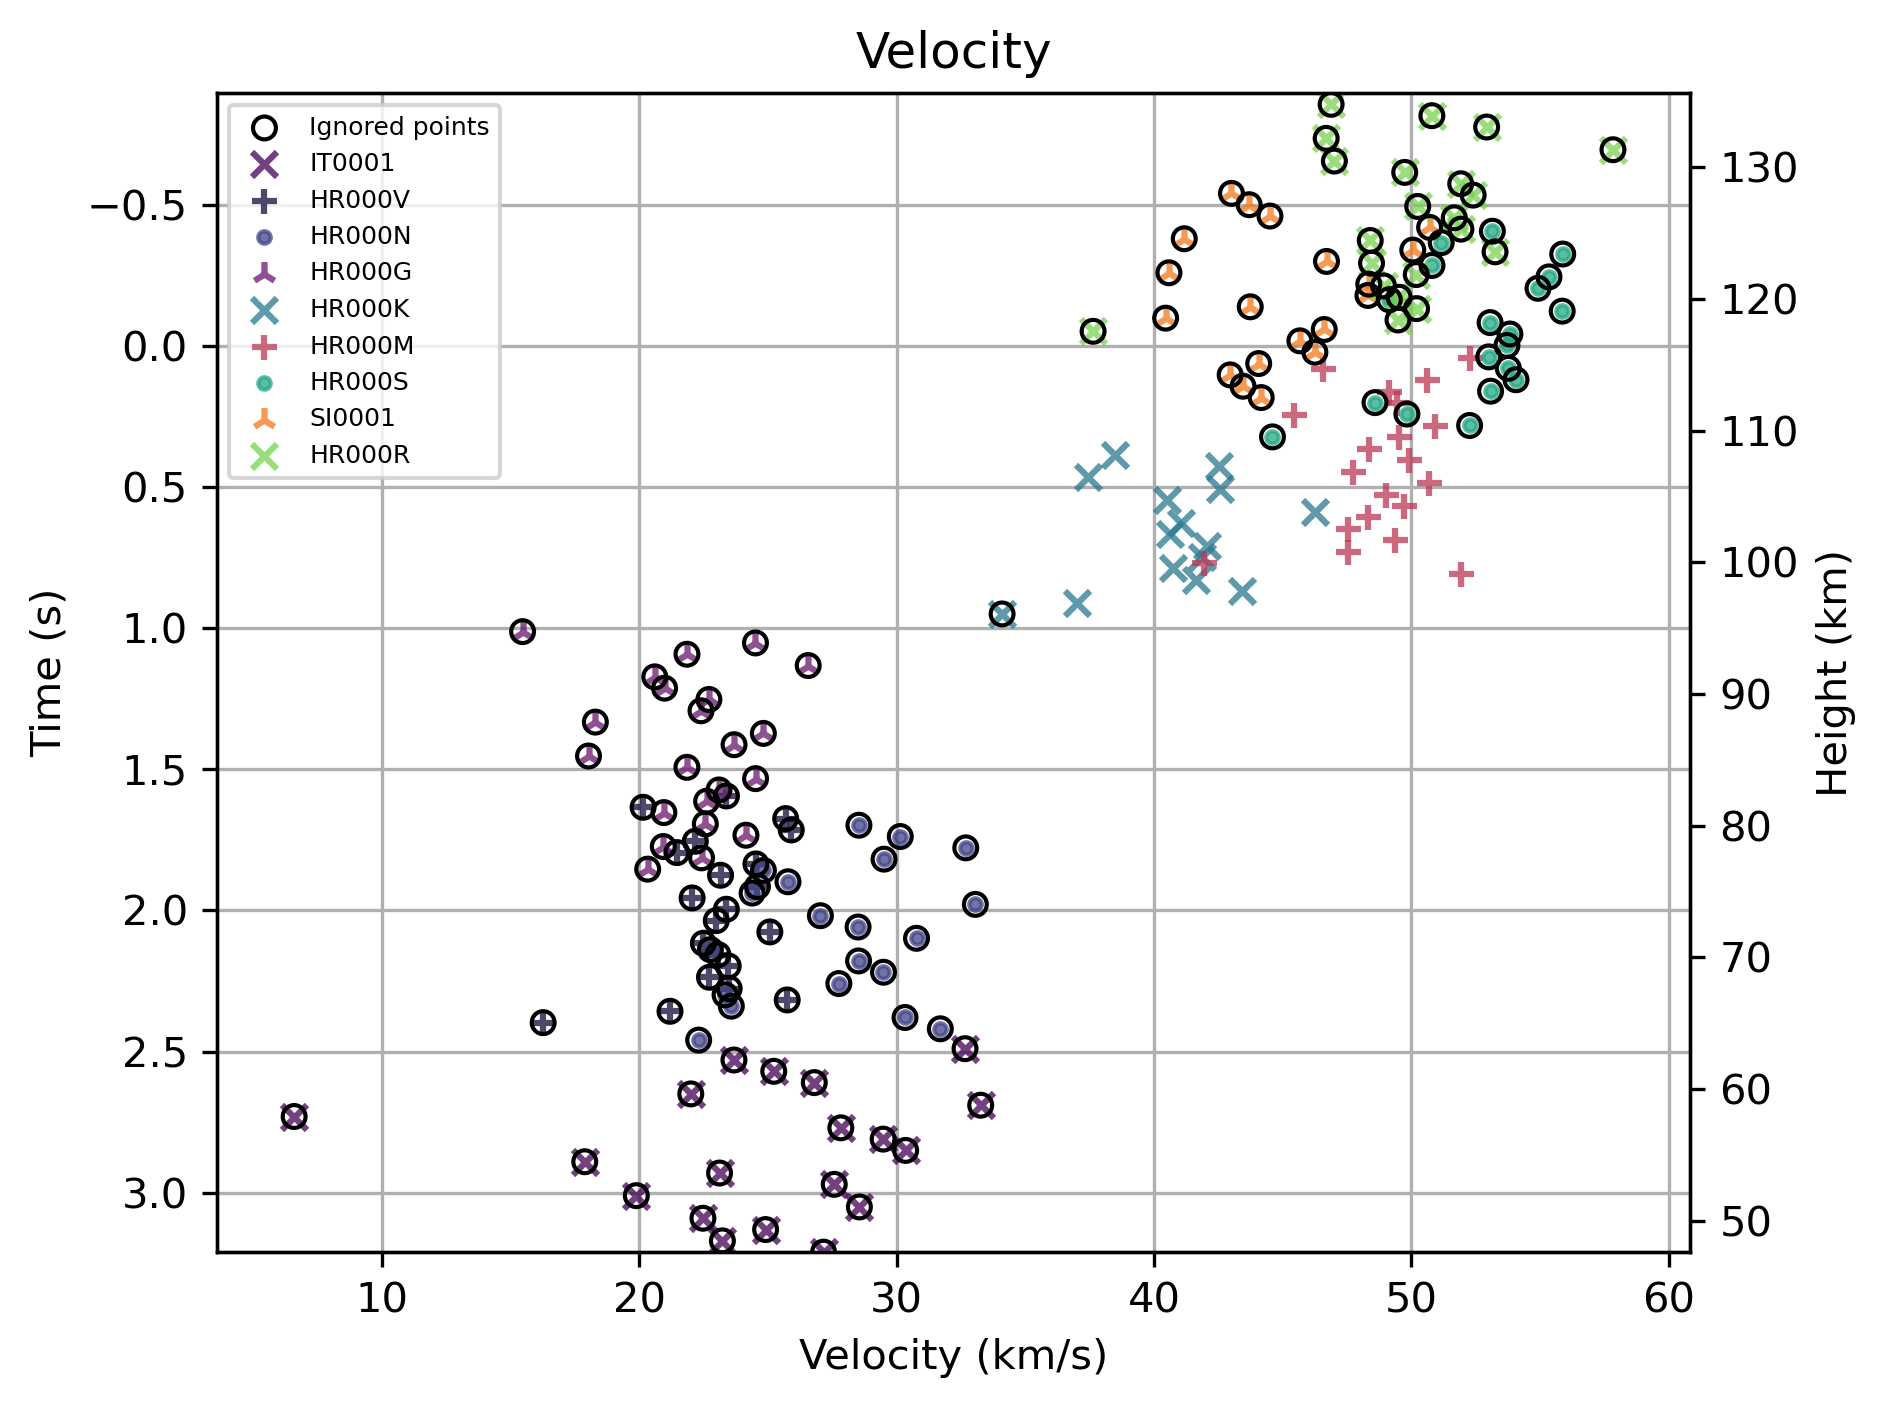 Velocity
Ignored points
IT0001
HR000V
HR000N
HR000G
HR000K
HR000M
HR000S
SI0001
HR000R
−0.5
0.0
0.5
1.0
1.5
2.0
2.5
3.0
Time (s)
130
120
110
100
90
80
70
60
50
Height (km)
10 20 30 40 50 60
Velocity (km/s)